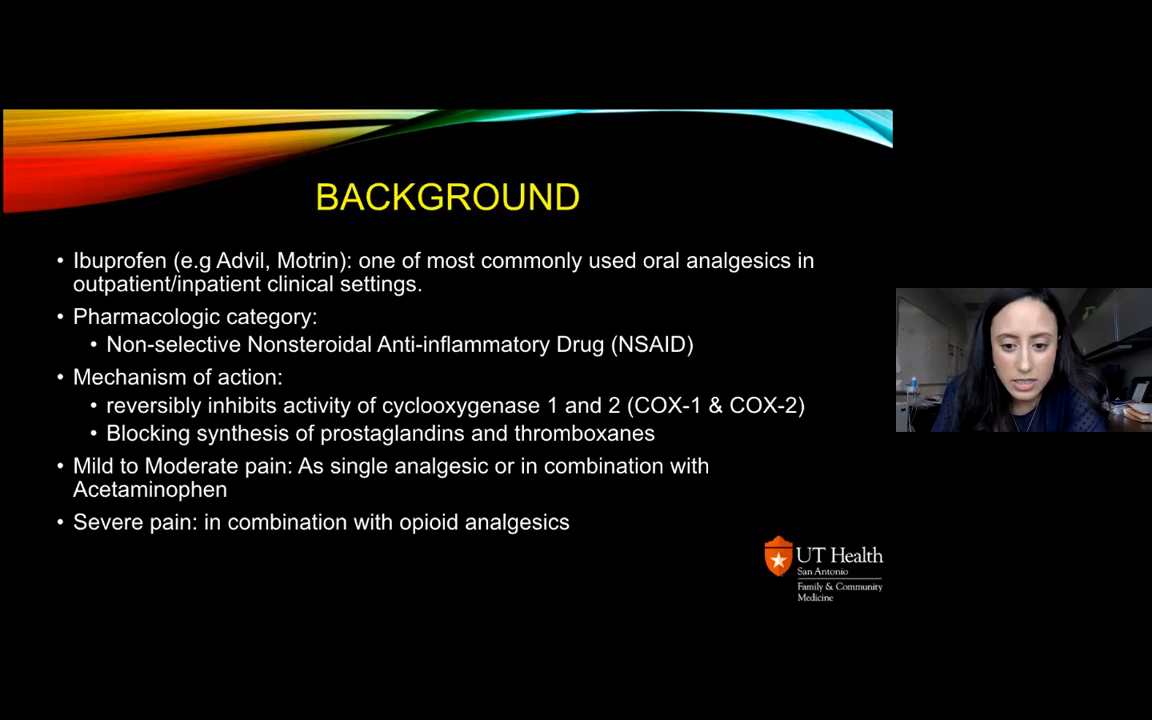 BACKGROUND
• Ibuprofen (e.g Advil, Motrin): one of most commonly used oral analgesics in
outpatient/inpatient clinical settings.
• Pharmacologic category:
• Non-selective Nonsteroidal Anti-inflammatory Drug (NSAID)
• Mechanism of action:
• reversibly inhibits activity of cyclooxygenase 1 and 2 (COX-1 & COX-2)
• Blocking synthesis of prostaglandins and thromboxanes
• Mild to Moderate pain: As single analgesic or in combination with
Acetaminophen
• Severe pain: in combination with opioid analgesics
UT Health
San Antonio
Family & Community
Medicine